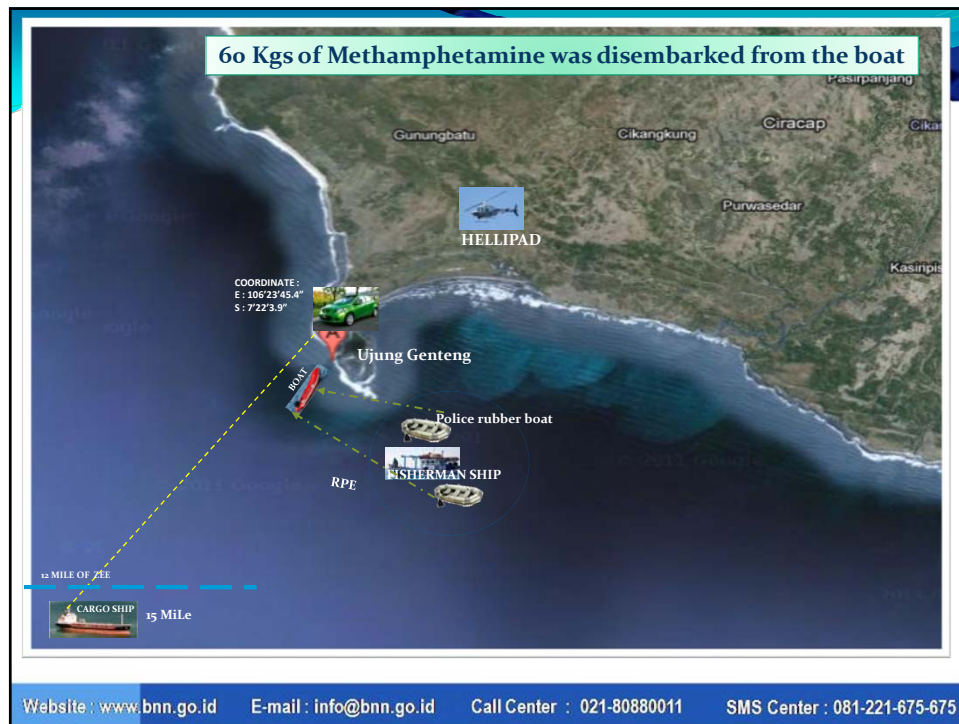 60 Kgs of Methamphetamine was disembarked from the boat
Pasirpanjang
Gunungbatu
Cikangkung
Ciracap
Purwasedar
HELLIPAD
Kasiripis
COORDINATE :
E : 106’23’45.4”
S : 7’22’3.9”
A
Ujung Genteng
BOAT
Police rubber boat
FISHERMAN SHIP
RPE
12 MILE OF ZEE
CARGO SHIP
15 MiLe
Website : www.bnn.go.id E-mail : info@bnn.go.id Call Center : 021-80880011 SMS Center : 081-221-675-675